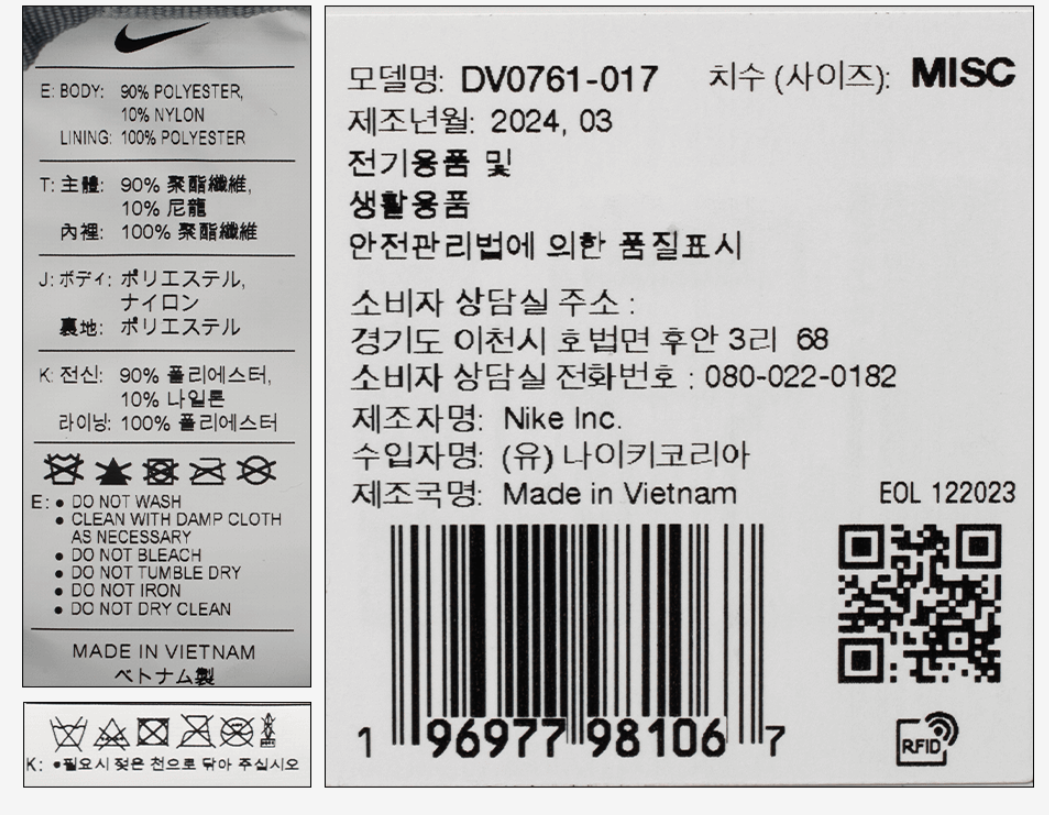 E: BODY: 90% POLYESTER,
10% NYLON
LINING: 100% POLYESTER
T: 主體: 90% 聚酯纖維,
10% 尼龍
內裡: 100% 聚酯纖維
J: ボディ: ポリエステル,
ナイロン
裏地: ポリエステル
K: 전신: 90% 폴리에스터,
10% 나일론
라이닝: 100% 폴리에스터
E: • DO NOT WASH
• CLEAN WITH DAMP CLOTH
AS NECESSARY
• DO NOT BLEACH
• DO NOT TUMBLE DRY
• DO NOT IRON
• DO NOT DRY CLEAN
MADE IN VIETNAM
ベトナム製
K: •필요시 젖은 천으로 닦아 주십시오
모델명: DV0761-017 치수 (사이즈): MISC
제조년월: 2024, 03
전기용품 및
생활용품
안전관리법에 의한 품질표시
소비자 상담실 주소 :
경기도 이천시 호법면 후안 3리 68
소비자 상담실 전화번호 : 080-022-0182
제조자명: Nike Inc.
수입자명: (유) 나이키코리아
제조국명: Made in Vietnam EOL 122023
1 96977 98106 7
RFID